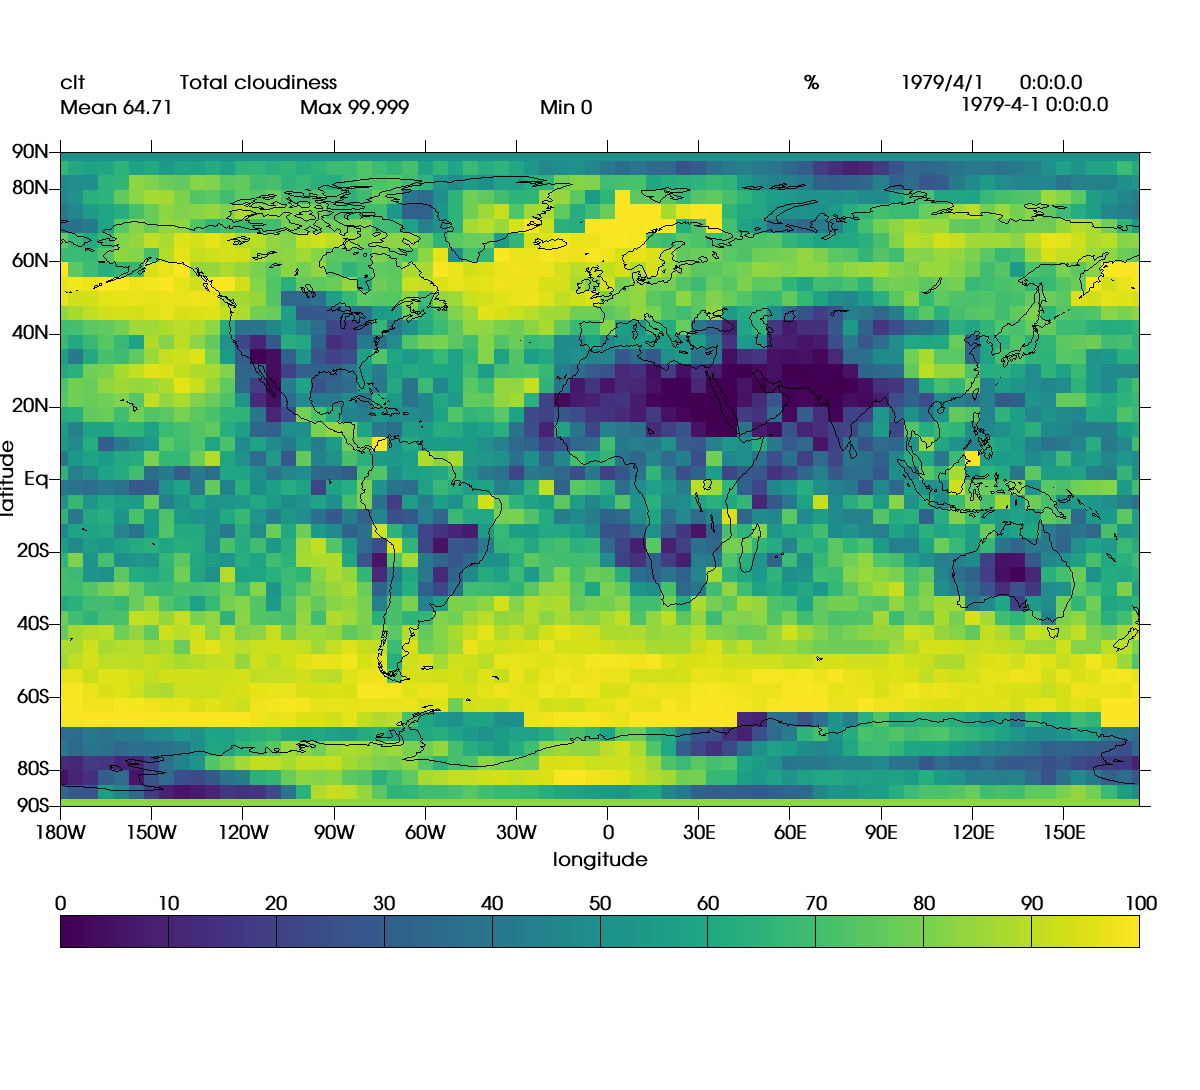 clt Total cloudiness % 1979/4/1 0:0:0.0
Mean 64.71 Max 99.999 Min 0 1979-4-1 0:0:0.0
90N
80N
60N
40N
20N
Eq
20S
40S
60S
80S
90S
latitude
180W 150W 120W 90W 60W 30W 0 30E 60E 90E 120E 150E
longitude
0 10 20 30 40 50 60 70 80 90 100